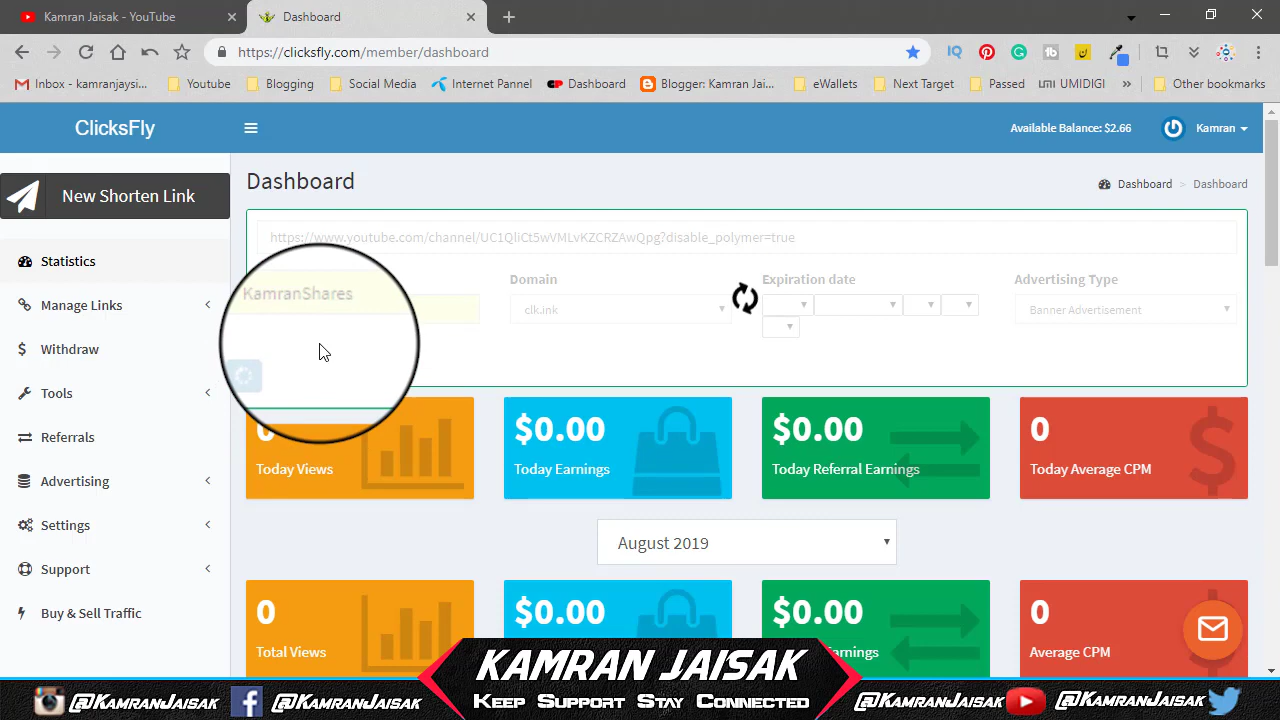 Kamran Jaisak - YouTube
Dashboard
https://clicksfly.com/member/dashboard
Inbox - kamranjaysi...
Youtube
Blogging
Social Media
Internet Panel
Dashboard
Blogger: Kamran Jai...
eWallets
Next Target
Passed
UMIDIGI
Other bookmarks
ClicksFly
Available Balance: $2.66
Kamran
New Shorten Link
Dashboard
Dashboard > Dashboard
https://www.youtube.com/channel/UC1QliCt5wVMLvKZCRZAwQpg?disable_polymer=true
Statistics
Manage Links
Withdraw
Tools
Referrals
Advertising
Settings
Support
Buy & Sell Traffic
KamranShares
Domain
clk.ink
Expiration date
Advertising Type
Banner Advertisement
0
Today Views
$0.00
Today Earnings
$0.00
Today Referral Earnings
0
Today Average CPM
August 2019
0
Total Views
$0.00
$0.00
Earnings
0
Average CPM
KAMRAN JAISAK
KEEP SUPPORT STAY CONNECTED
@KamranJaisak
@KamranJaisak
@KamranJaisak
@KamranJaisak